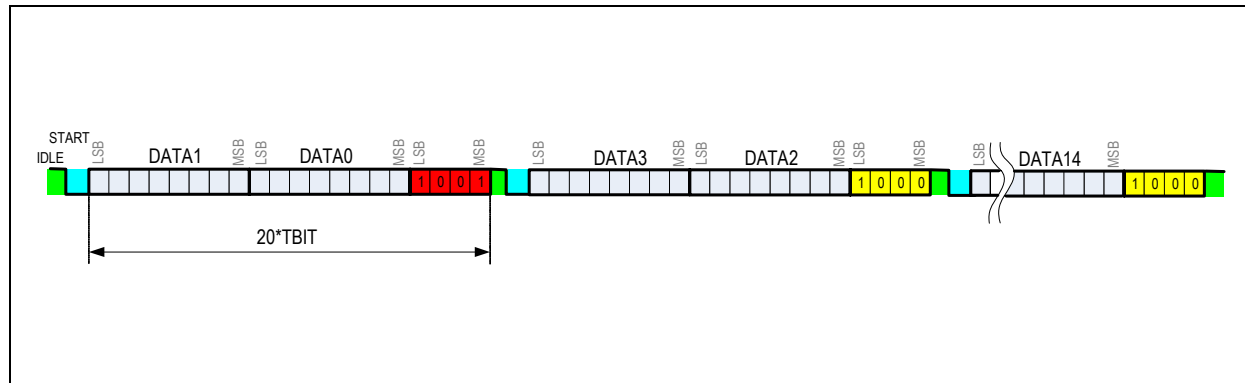 START
IDLE
LSB DATA1 MSB LSB DATA0 MSB LSB MSB LSB DATA3 MSB LSB DATA2 MSB LSB MSB LSB DATA14 MSB
1 0 0 1 1 0 0 0 1 0 0 0
20*TBIT